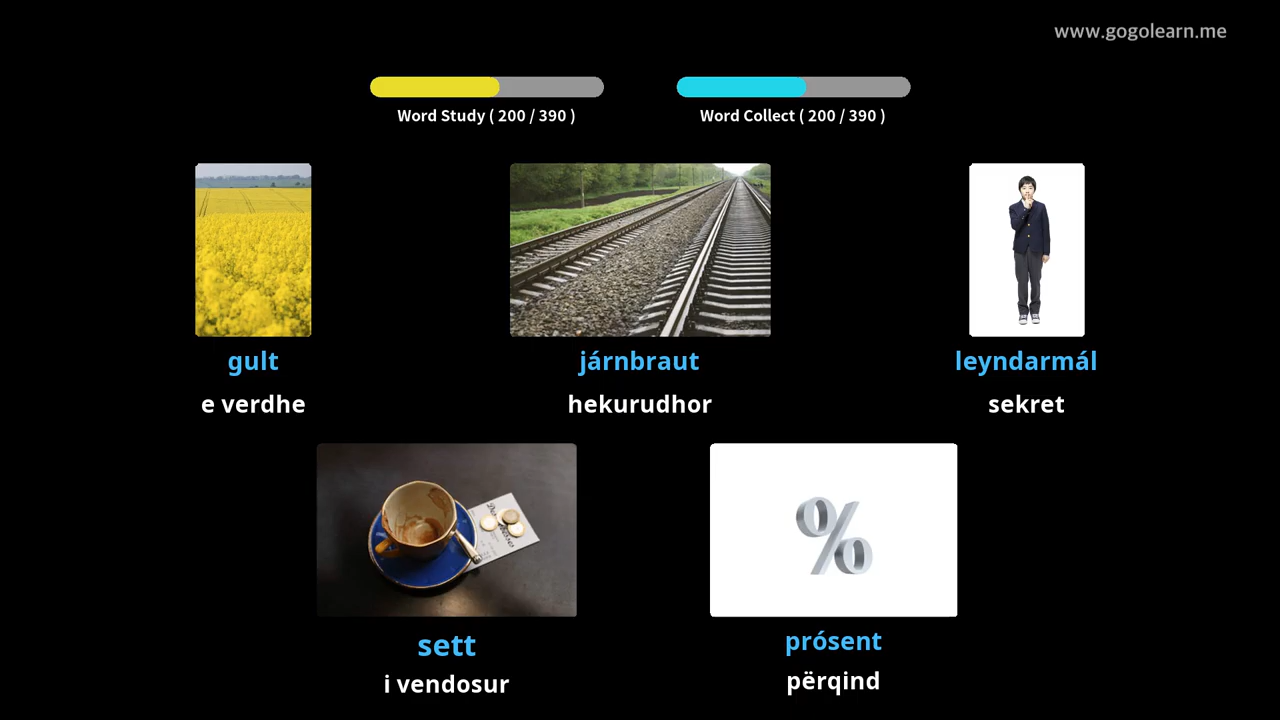 www.gogolearn.me
Word Study ( 200 / 390 )
Word Collect ( 200 / 390 )
gult
e verdhe
járnbraut
hekurudhor
leyndarmál
sekret
sett
i vendosur
%
prósent
përqind